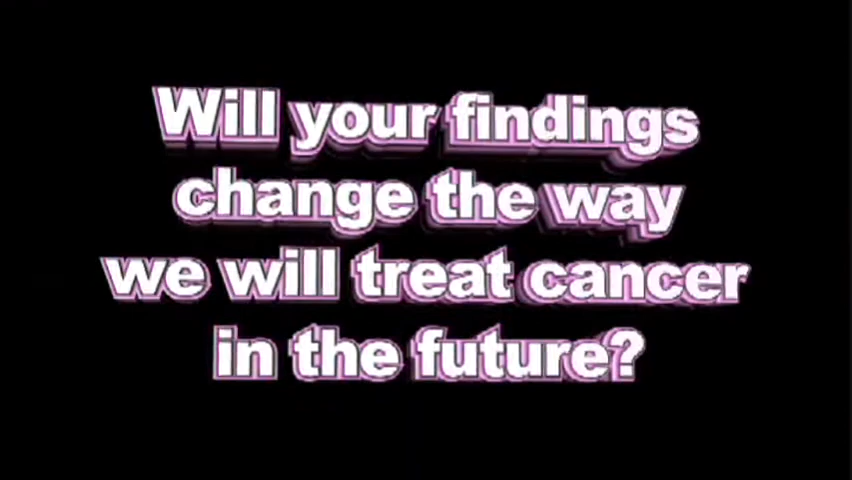 Will your findings
change the way
we will treat cancer
in the future?